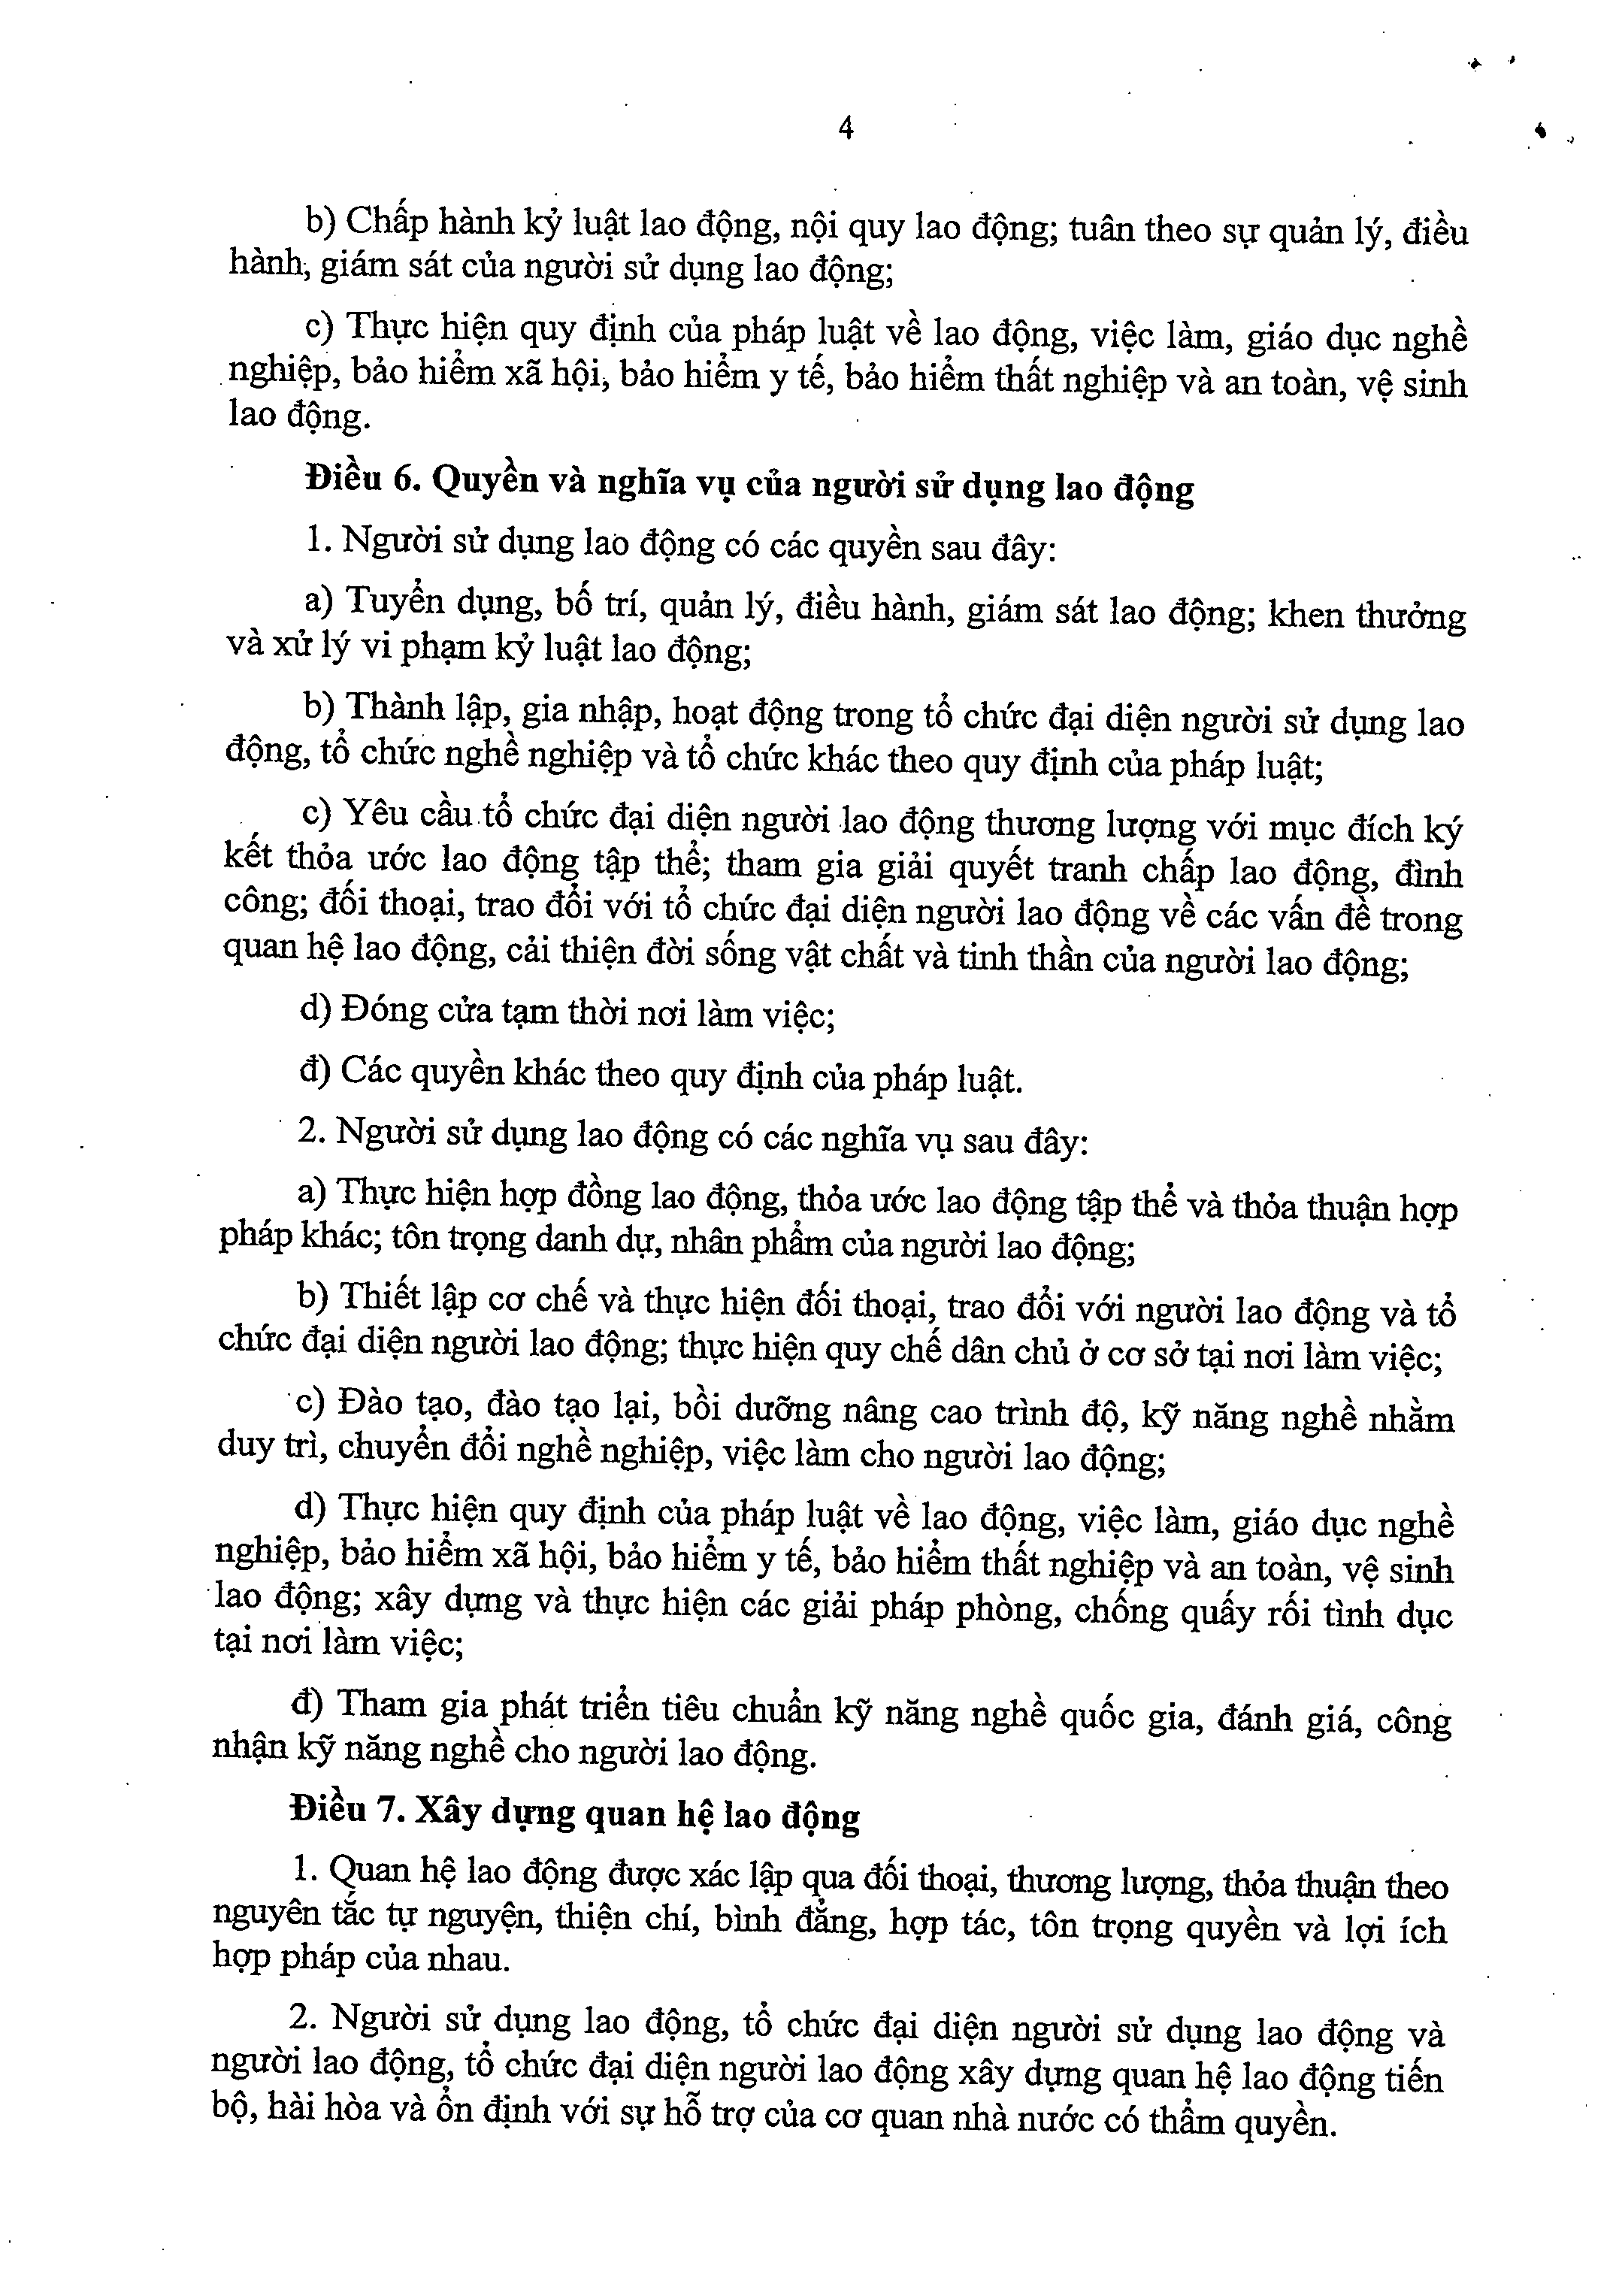 4
b) Chấp hành kỷ luật lao động, nội quy lao động; tuân theo sự quản lý, điều
hành, giám sát của người sử dụng lao động;
c) Thực hiện quy định của pháp luật về lao động, việc làm, giáo dục nghề
nghiệp, bảo hiểm xã hội, bảo hiểm y tế, bảo hiểm thất nghiệp và an toàn, vệ sinh
lao động.
Điều 6. Quyền và nghĩa vụ của người sử dụng lao động
1. Người sử dụng lao động có các quyền sau đây:
a) Tuyển dụng, bố trí, quản lý, điều hành, giám sát lao động; khen thưởng
và xử lý vi phạm kỷ luật lao động;
b) Thành lập, gia nhập, hoạt động trong tổ chức đại diện người sử dụng lao
động, tổ chức nghề nghiệp và tổ chức khác theo quy định của pháp luật;
c) Yêu cầu tổ chức đại diện người lao động thương lượng với mục đích ký
kết thỏa ước lao động tập thể; tham gia giải quyết tranh chấp lao động, đình
công; đối thoại, trao đổi với tổ chức đại diện người lao động về các vấn đề trong
quan hệ lao động, cải thiện đời sống vật chất và tinh thần của người lao động;
d) Đóng cửa tạm thời nơi làm việc;
đ) Các quyền khác theo quy định của pháp luật.
2. Người sử dụng lao động có các nghĩa vụ sau đây:
a) Thực hiện hợp đồng lao động, thỏa ước lao động tập thể và thỏa thuận hợp
pháp khác; tôn trọng danh dự, nhân phẩm của người lao động;
b) Thiết lập cơ chế và thực hiện đối thoại, trao đổi với người lao động và tổ
chức đại diện người lao động; thực hiện quy chế dân chủ ở cơ sở tại nơi làm việc;
c) Đào tạo, đào tạo lại, bồi dưỡng nâng cao trình độ, kỹ năng nghề nhằm
duy trì, chuyển đổi nghề nghiệp, việc làm cho người lao động;
d) Thực hiện quy định của pháp luật về lao động, việc làm, giáo dục nghề
nghiệp, bảo hiểm xã hội, bảo hiểm y tế, bảo hiểm thất nghiệp và an toàn, vệ sinh
lao động; xây dựng và thực hiện các giải pháp phòng, chống quấy rối tình dục
tại nơi làm việc;
đ) Tham gia phát triển tiêu chuẩn kỹ năng nghề quốc gia, đánh giá, công
nhận kỹ năng nghề cho người lao động.
Điều 7. Xây dựng quan hệ lao động
1. Quan hệ lao động được xác lập qua đối thoại, thương lượng, thỏa thuận theo
nguyên tắc tự nguyện, thiện chí, bình đẳng, hợp tác, tôn trọng quyền và lợi ích
hợp pháp của nhau.
2. Người sử dụng lao động, tổ chức đại diện người sử dụng lao động và
người lao động, tổ chức đại diện người lao động xây dựng quan hệ lao động tiến
bộ, hài hòa và ổn định với sự hỗ trợ của cơ quan nhà nước có thẩm quyền.